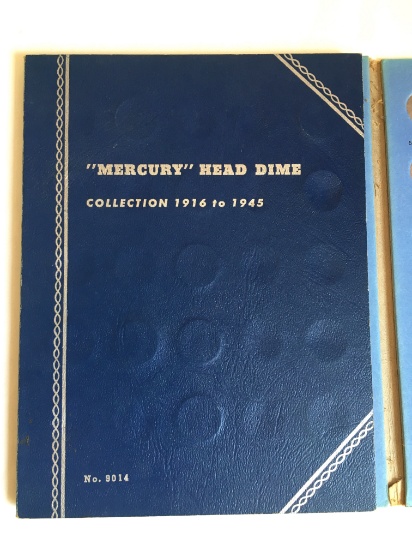 "MERCURY" HEAD DIME
COLLECTION 1916 to 1945
No. 9014